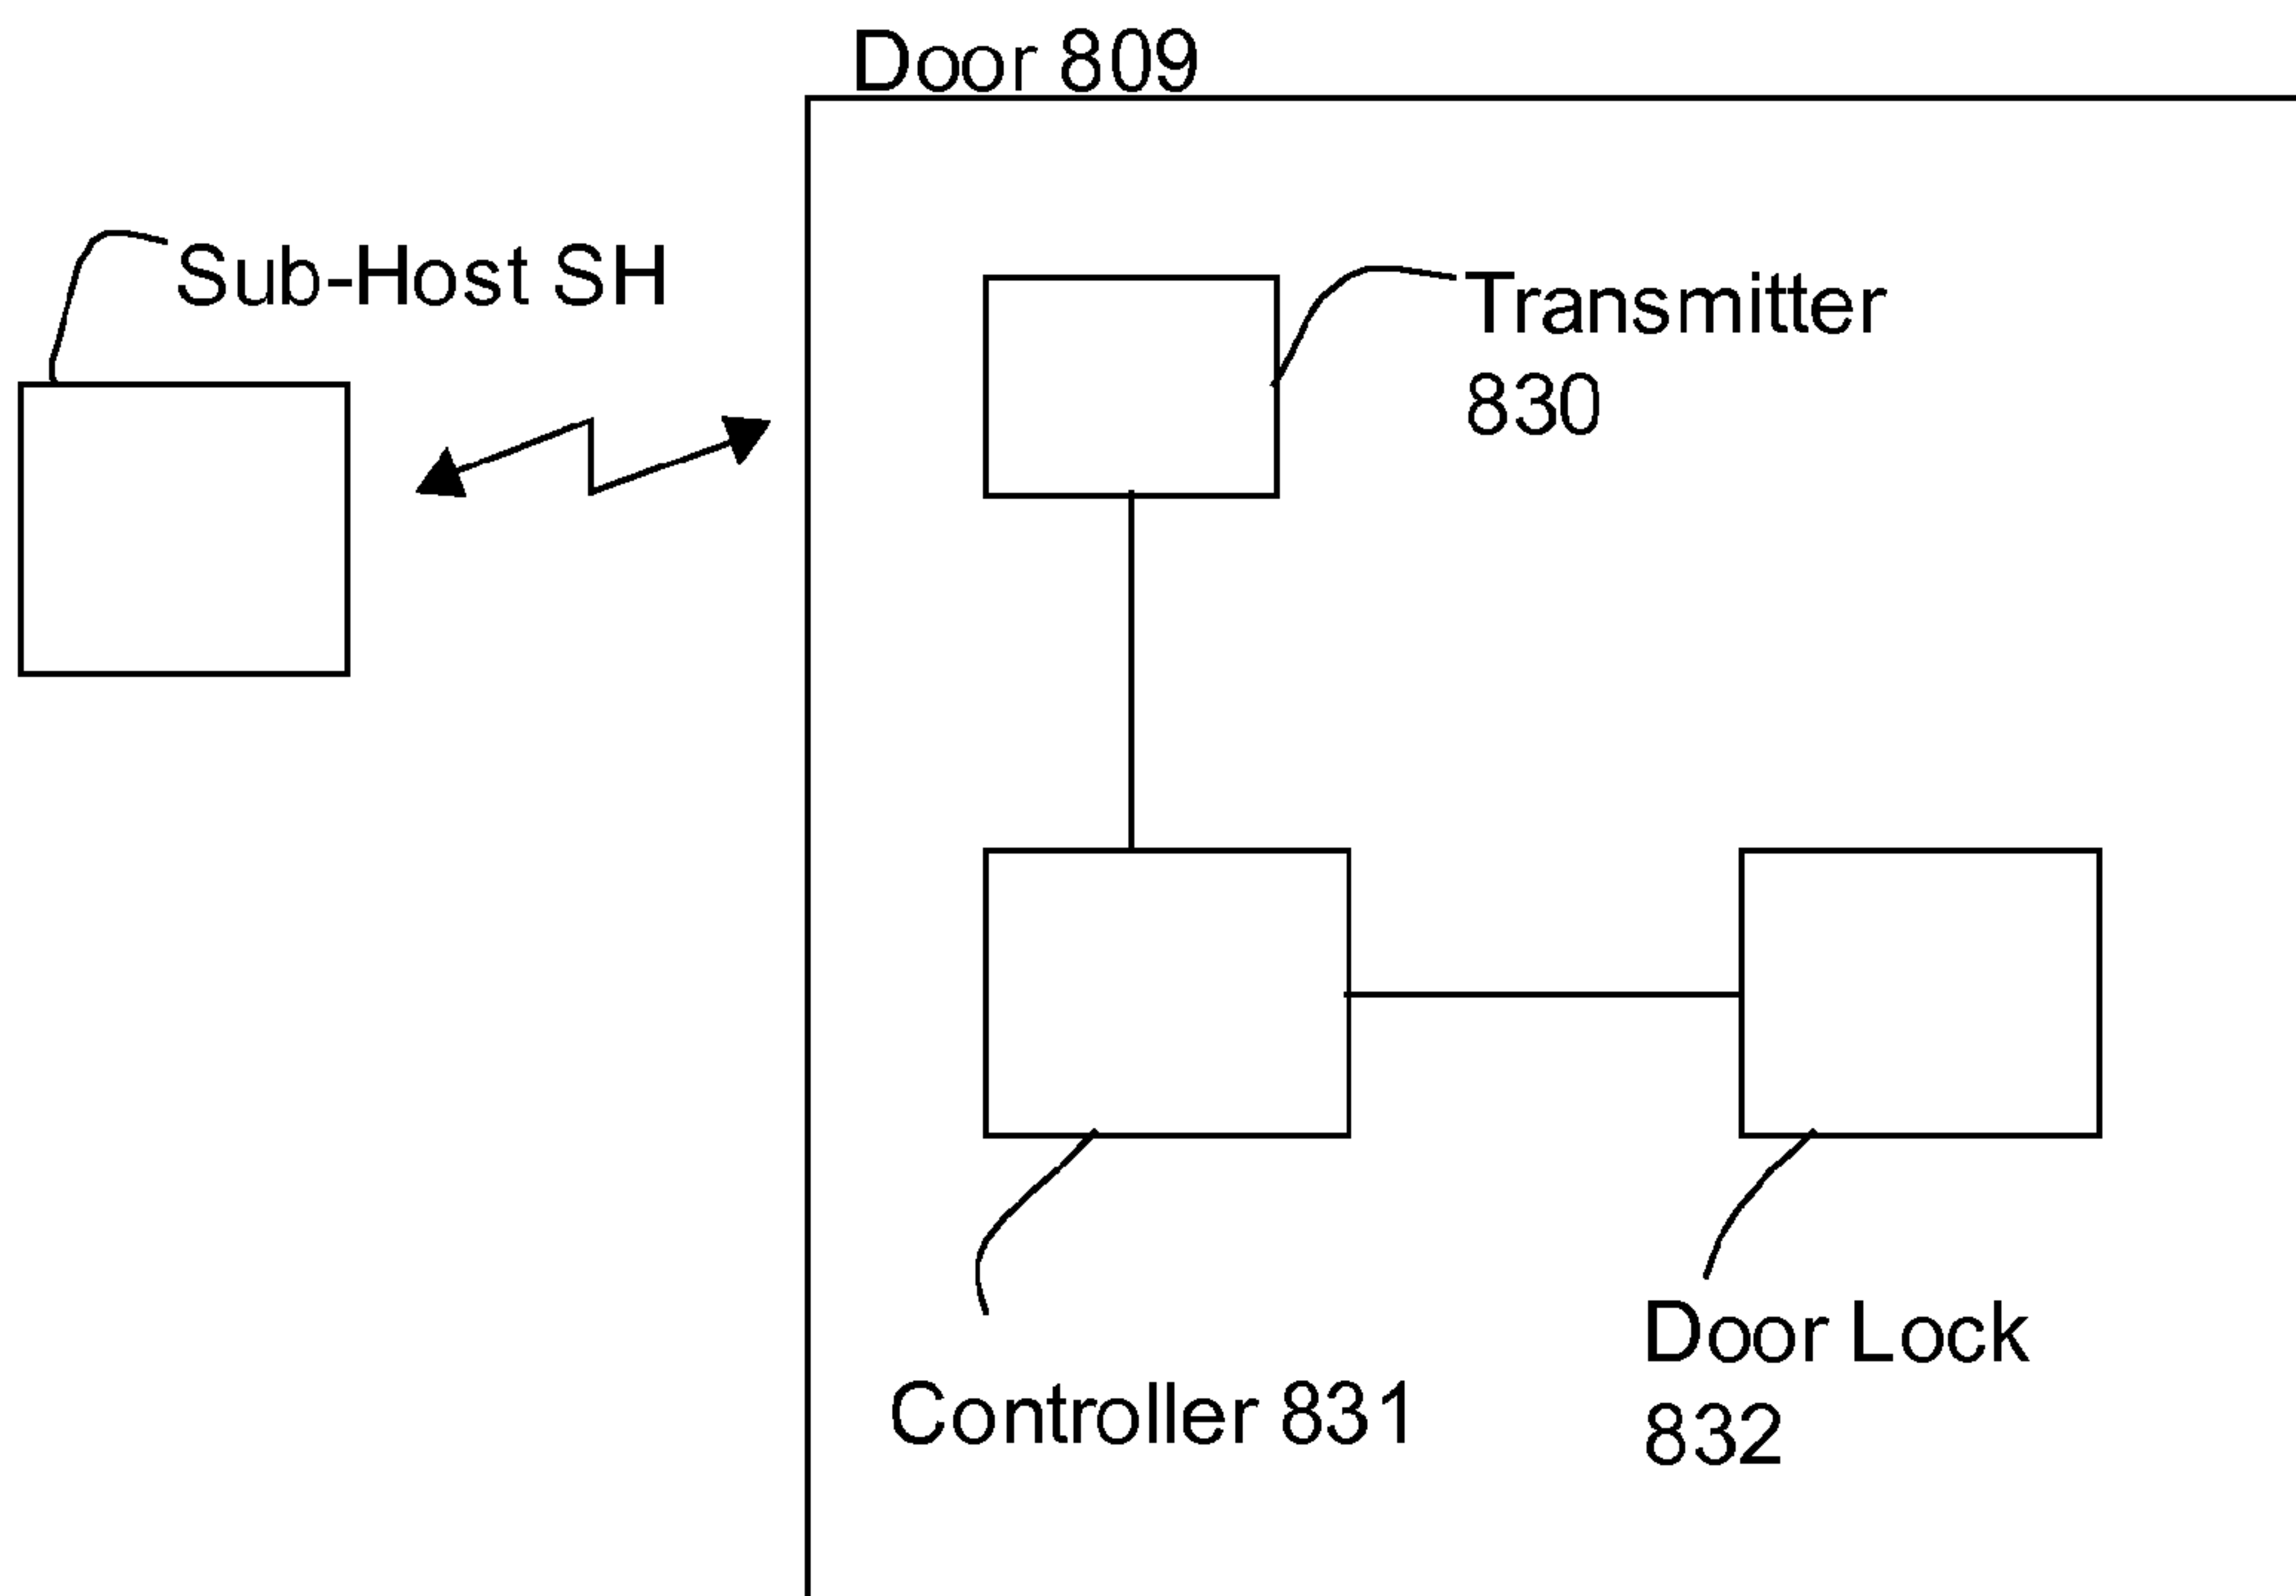 Door 809
Sub-Host SH
Transmitter
830
Controller 831
Door Lock
832